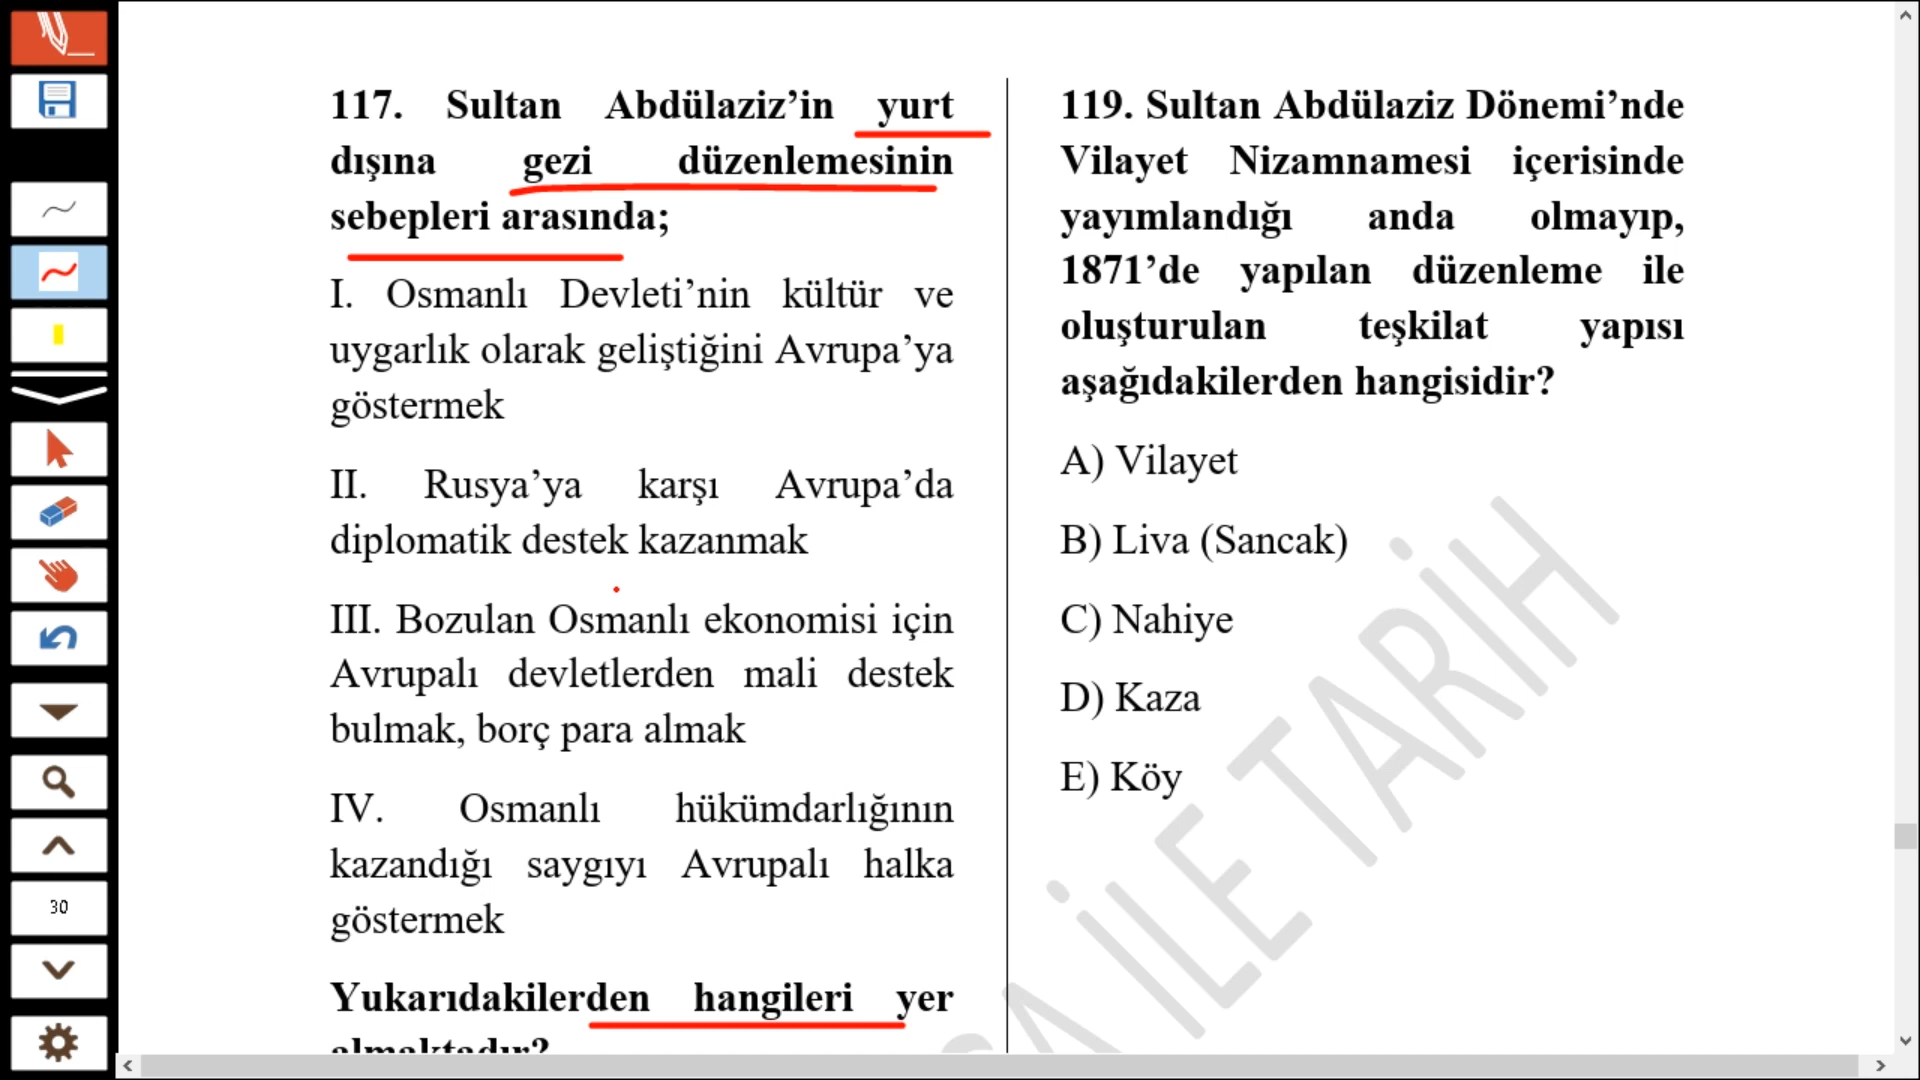 117. Sultan Abdülaziz’in yurt
dışına gezi düzenlemesinin
sebepleri arasında;
I. Osmanlı Devleti’nin kültür ve
uygarlık olarak geliştiğini Avrupa’ya
göstermek
II. Rusya’ya karşı Avrupa’da
diplomatik destek kazanmak
III. Bozulan Osmanlı ekonomisi için
Avrupalı devletlerden mali destek
bulmak, borç para almak
IV. Osmanlı hükümdarlığının
kazandığı saygıyı Avrupalı halka
göstermek
Yukarıdakilerden hangileri yer
almaktadır?
119. Sultan Abdülaziz Dönemi’nde
Vilayet Nizamnamesi içerisinde
yayımlandığı anda olmayıp,
1871’de yapılan düzenleme ile
oluşturulan teşkilat yapısı
aşağıdakilerden hangisidir?
A) Vilayet
B) Liva (Sancak)
C) Nahiye
D) Kaza
E) Köy
İLE TARİH
30